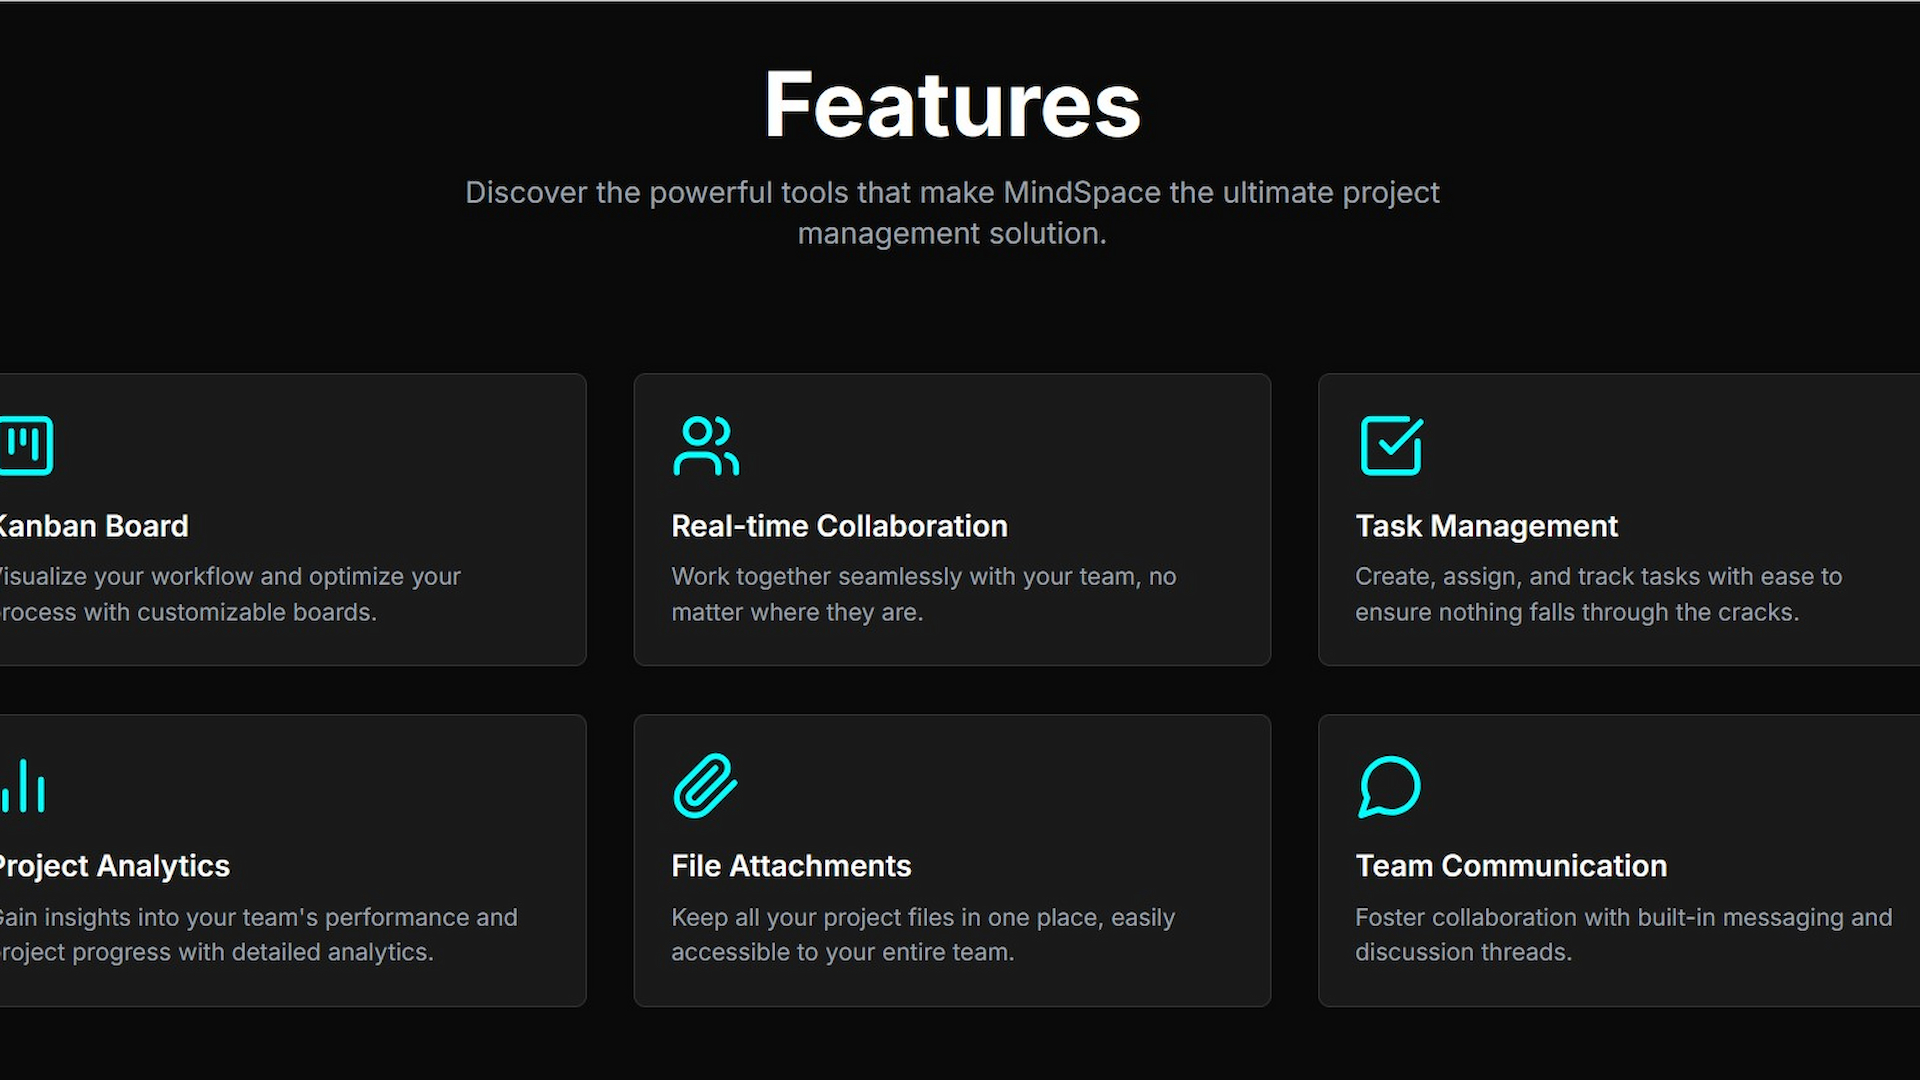 Features
Discover the powerful tools that make MindSpace the ultimate project
management solution.
Kanban Board
Visualize your workflow and optimize your
process with customizable boards.
Real-time Collaboration
Work together seamlessly with your team, no
matter where they are.
Task Management
Create, assign, and track tasks with ease to
ensure nothing falls through the cracks.
Project Analytics
Gain insights into your team's performance and
project progress with detailed analytics.
File Attachments
Keep all your project files in one place, easily
accessible to your entire team.
Team Communication
Foster collaboration with built-in messaging and
discussion threads.